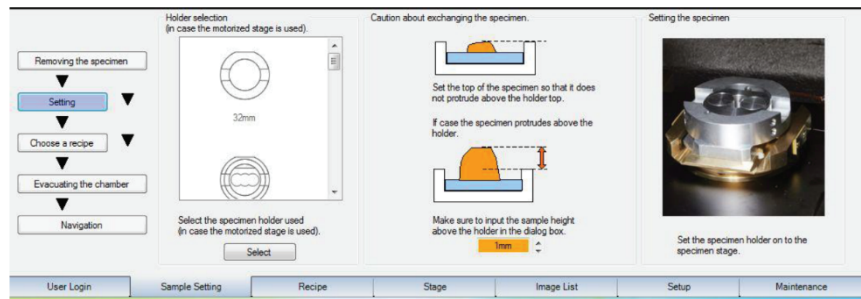 Removing the specimen
Setting
Choose a recipe
Evacuating the chamber
Navigation
Holder selection
(in case the motorized stage is used).
32mm
Select the specimen holder used
(in case the motorized stage is used).
Select
Caution about exchanging the specimen.
Set the top of the specimen so that it does
not protrude above the holder top.
If case the specimen protrudes above the
holder.
Make sure to input the sample height
above the holder in the dialog box.
1mm
Setting the specimen
Set the specimen holder on to the
specimen stage.
User Login
Sample Setting
Recipe
Stage
Image List
Setup
Maintenance